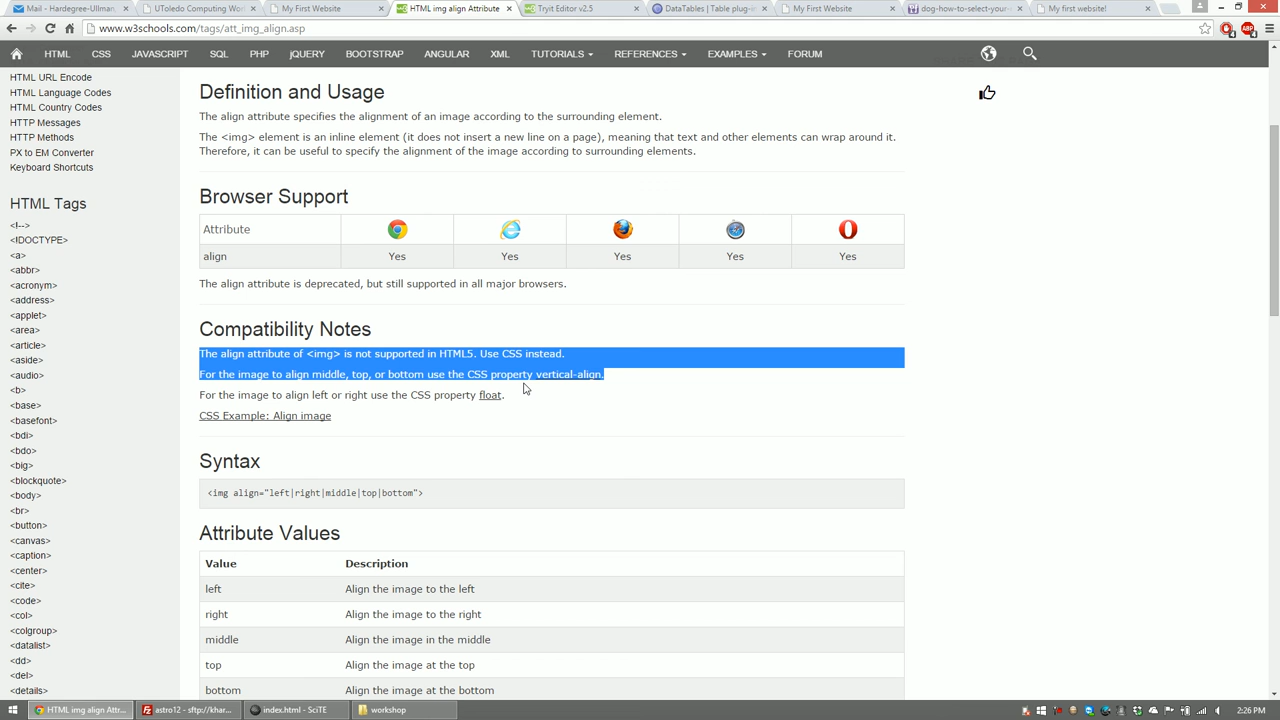 Mail - Hardegree-Ullman,
UToledo Computing Wor
My First Website
HTML img align Attribute
Tryit Editor v2.5
DataTables | Table plug-in
My First Website
dog-how-to-select-your-
My first website!
www.w3schools.com/tags/att_img_align.asp
HTML CSS JAVASCRIPT SQL PHP jQUERY BOOTSTRAP ANGULAR XML TUTORIALS REFERENCES EXAMPLES FORUM
HTML URL Encode
HTML Language Codes
HTML Country Codes
HTTP Messages
HTTP Methods
PX to EM Converter
Keyboard Shortcuts
HTML Tags
<!-->
<!DOCTYPE>
<a>
<abbr>
<acronym>
<address>
<applet>
<area>
<article>
<aside>
<audio>
<b>
<base>
<basefont>
<bdi>
<bdo>
<big>
<blockquote>
<body>
<br>
<button>
<canvas>
<caption>
<center>
<cite>
<code>
<col>
<colgroup>
<datalist>
<dd>
<del>
<details>
Definition and Usage
The align attribute specifies the alignment of an image according to the surrounding element.
The <img> element is an inline element (it does not insert a new line on a page), meaning that text and other elements can wrap around it.
Therefore, it can be useful to specify the alignment of the image according to surrounding elements.
Browser Support
Attribute
align Yes Yes Yes Yes Yes
The align attribute is deprecated, but still supported in all major browsers.
Compatibility Notes
The align attribute of <img> is not supported in HTML5. Use CSS instead.
For the image to align middle, top, or bottom use the CSS property vertical-align.
For the image to align left or right use the CSS property float.
CSS Example: Align image
Syntax
<img align="left|right|middle|top|bottom">
Attribute Values
Value Description
left Align the image to the left
right Align the image to the right
middle Align the image in the middle
top Align the image at the top
bottom Align the image at the bottom
HTML img align Attr...
astro12 - sftp://khar...
index.html - SciTE
workshop
2:26 PM